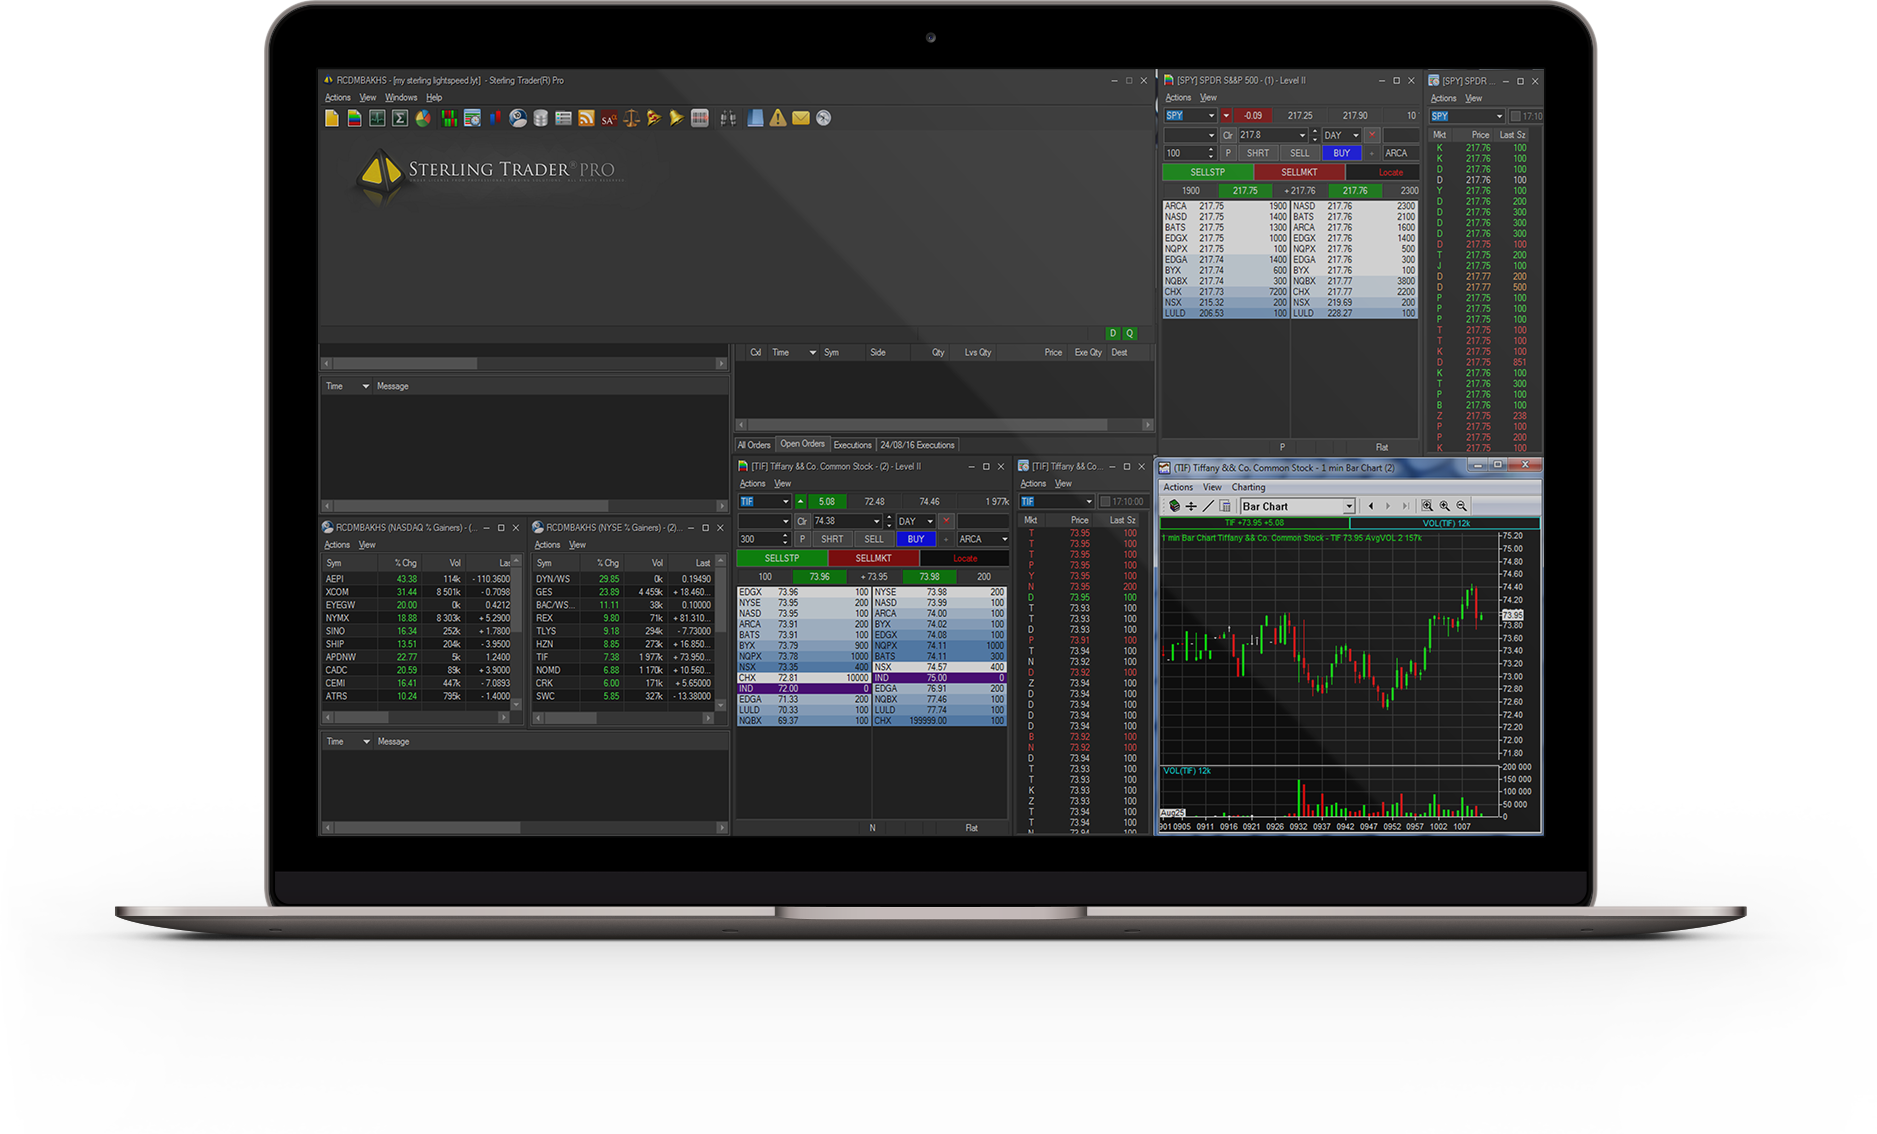 RCDMBAKHS - [my sterling lightspeed.lyt] - Sterling Trader(R) Pro
Actions View Windows Help
STERLING TRADER® PRO
D Q
Time Message
Cxl Time Sym Side Qty Lvs Qty Price Exe Qty Dest
All Orders Open Orders Executions 24/08/16 Executions
RCDMBAKHS (NASDAQ % Gainers) - (...
Actions View
Sym % Chg Vol Las
AEPI 43.38 114k - 110.3600
XCOM 31.44 8 501k - 0.7098
EYEGW 20.00 0k 0.4212
NYMX 18.88 8 303k + 5.2900
SINO 16.34 252k + 1.7800
SHIP 13.51 204k - 3.9500
APDNW 22.77 5k 1.2400
CADC 20.59 89k + 3.9000
CEMI 16.41 447k - 7.0893
ATRS 10.24 795k - 1.4000
RCDMBAKHS (NYSE % Gainers) - (2)...
Actions View
Sym % Chg Vol Last
DYN/WS 29.85 0k 0.19490
GES 23.89 4 459k + 18.460...
BAC/WS... 11.11 38k 0.10000
REX 9.80 71k + 81.310...
TLYS 9.18 294k - 7.73000
HZN 8.85 273k + 16.850...
TIF 7.38 1 977k + 73.950...
NOMD 6.88 1 170k + 10.560...
CRK 6.00 171k + 5.65000
SWC 5.85 327k - 13.38000
Time Message
[TIF] Tiffany && Co. Common Stock - (2) - Level II
Actions View
TIF 5.08 72.48 74.46 1 977k
Clr 74.38 DAY
300 P SHRT SELL BUY - ARCA
SELLSTP SELLMKT Locate
100 73.96 + 73.95 73.98 200
EDGX 73.96 100 NYSE 73.98 200
NYSE 73.95 200 NASD 73.99 100
NASD 73.95 100 ARCA 74.00 100
ARCA 73.91 200 BYX 74.02 100
BATS 73.91 100 EDGX 74.08 100
BYX 73.79 900 NQPX 74.11 1000
NQPX 73.78 1000 BATS 74.11 300
NSX 73.35 400 NSX 74.57 400
CHX 72.81 10000 IND 75.00 0
IND 72.00 0 EDGA 76.91 200
EDGA 71.33 200 NQBX 77.46 100
LULD 70.33 100 LULD 77.74 100
NQBX 69.37 100 CHX 199999.00 100
N Flat
[TIF] Tiffany && Co...
Actions View
TIF 17:10:00
Mkt Price Last Sz
T 73.95 100
T 73.95 100
T 73.95 100
P 73.95 100
Y 73.95 100
N 73.95 200
D 73.95 100
T 73.93 100
T 73.93 100
D 73.93 100
P 73.91 100
T 73.94 100
N 73.92 100
D 73.92 100
Z 73.94 100
D 73.94 100
D 73.94 100
D 73.94 100
T 73.94 100
B 73.92 100
N 73.92 100
D 73.94 100
T 73.93 100
T 73.93 100
K 73.93 100
Z 73.93 100
T 73.94 100
T 73.94 100
N 73.94 100
[SPY] SPDR S&&P 500 - (1) - Level II
Actions View
SPY -0.09 217.25 217.90 10
Clr 217.8 DAY
100 P SHRT SELL BUY - ARCA
SELLSTP SELLMKT Locate
1900 217.75 + 217.76 217.76 2300
ARCA 217.75 1900 NASD 217.76 2300
NASD 217.75 1400 BATS 217.76 2100
BATS 217.75 1300 ARCA 217.76 1600
EDGX 217.75 1000 EDGX 217.76 1400
NQPX 217.75 100 NQPX 217.76 500
EDGA 217.74 1400 EDGA 217.76 300
BYX 217.74 600 BYX 217.76 100
NQBX 217.74 300 NQBX 217.77 3800
CHX 217.73 7200 CHX 217.77 2200
NSX 215.32 200 NSX 219.69 200
LULD 206.53 100 LULD 228.27 100
P Flat
[SPY] SPDR ...
Actions View
SPY 17:10
Mkt Price Last Sz
K 217.76 100
K 217.76 100
D 217.76 100
D 217.76 100
Y 217.76 100
D 217.76 200
D 217.76 300
D 217.76 300
D 217.76 300
D 217.75 100
T 217.75 200
J 217.75 100
D 217.77 200
D 217.77 500
P 217.75 100
P 217.75 100
P 217.75 100
T 217.75 100
T 217.75 100
K 217.75 100
D 217.75 851
K 217.76 100
T 217.76 300
P 217.76 100
B 217.76 100
Z 217.75 238
P 217.75 100
P 217.75 200
K 217.75 100
(TIF) Tiffany && Co. Common Stock - 1 min Bar Chart (2)
Actions View Charting
Bar Chart
TIF +73.95 +5.08 VOL(TIF) 12k
1 min Bar Chart Tiffany && Co. Common Stock - TIF 73.95 AvgVOL 2 157k
75.20
75.00
74.80
74.60
74.40
74.20
73.95
73.80
73.60
73.40
73.20
73.00
72.80
72.60
72.40
72.20
72.00
71.80
VOL(TIF) 12k
200 000
150 000
100 000
50 000
0
Aug25
901 0905 0911 0916 0921 0926 0932 0937 0942 0947 0952 0957 1002 1007